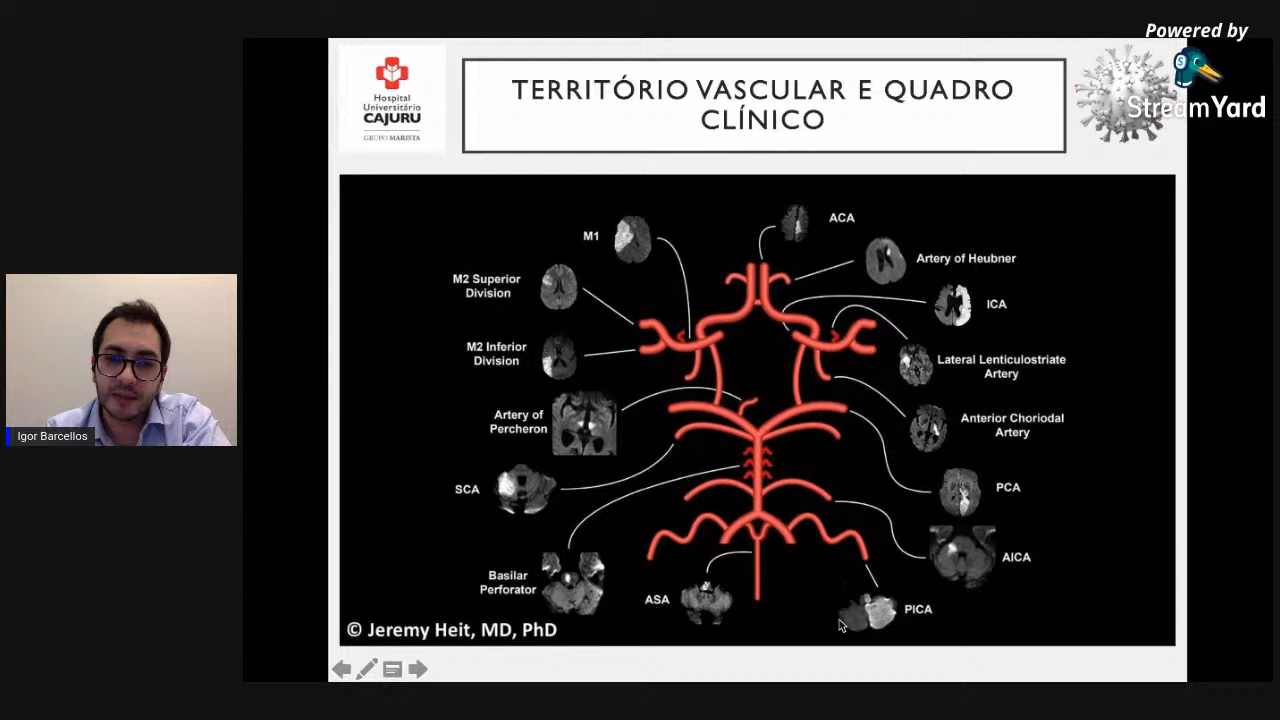 Powered by
StreamYard
Hospital
Universitário
CAJURU
GRUPO MARISTA
TERRITÓRIO VASCULAR E QUADRO
CLÍNICO
M1
ACA
Artery of Heubner
M2 Superior
Division
ICA
M2 Inferior
Division
Lateral Lenticulostriate
Artery
Artery of
Percheron
Anterior Choriodal
Artery
SCA
PCA
AICA
Basilar
Perforator
ASA
PICA
© Jeremy Heit, MD, PhD
Igor Barcellos